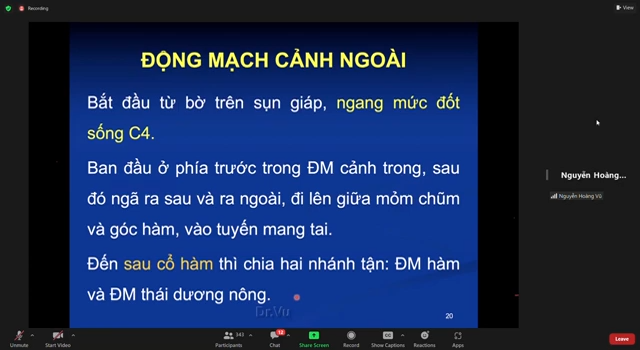 Recording
View
ĐỘNG MẠCH CẢNH NGOÀI
Bắt đầu từ bờ trên sụn giáp, ngang mức đốt
sống C4.
Ban đầu ở phía trước trong ĐM cảnh trong, sau
đó ngã ra sau và ra ngoài, đi lên giữa mỏm chũm
và góc hàm, vào tuyến mang tai.
Đến sau cổ hàm thì chia hai nhánh tận: ĐM hàm
và ĐM thái dương nông.
Dr.Vu
20
Nguyễn Hoàng...
Nguyễn Hoàng Vũ
Unmute
Start Video
Participants
343
Chat
13
Share Screen
Record
Show Captions
Reactions
Apps
Leave